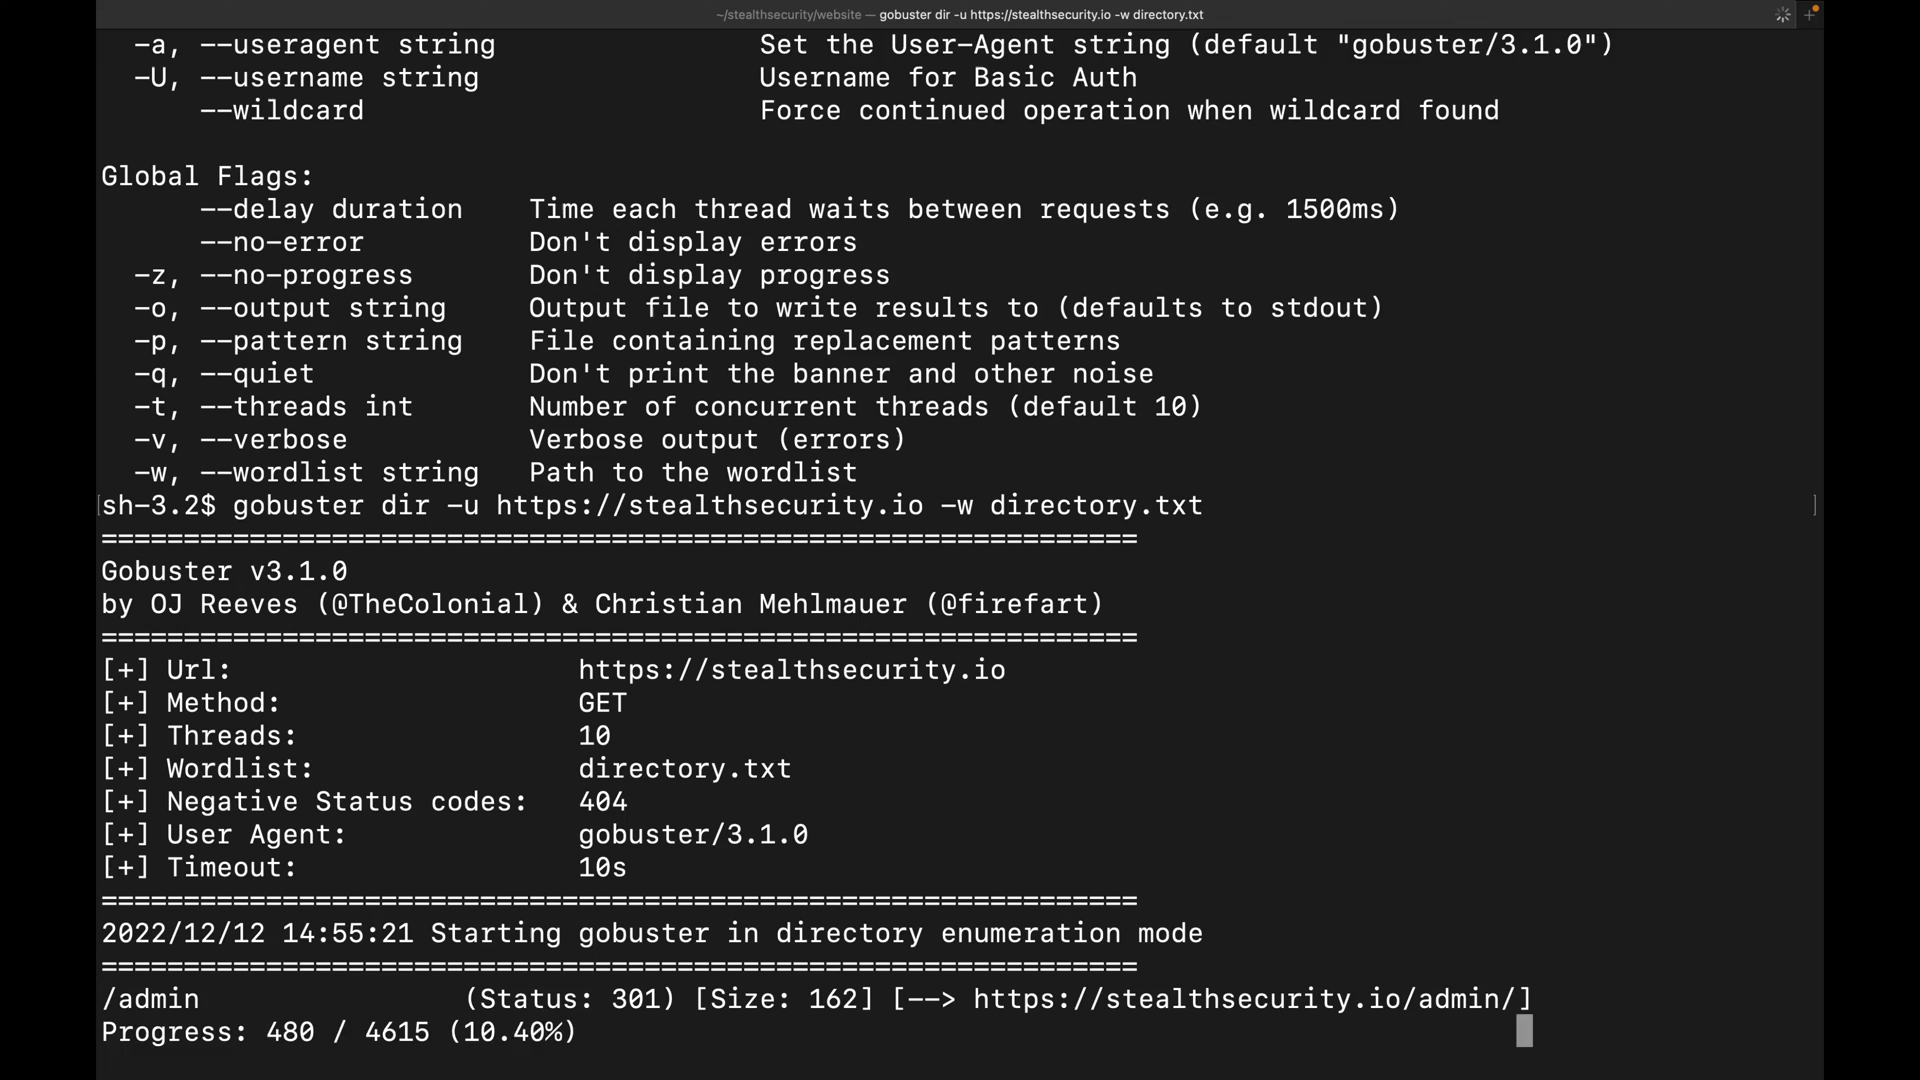 ~/stealthsecurity/website — gobuster dir -u https://stealthsecurity.io -w directory.txt
-a, --useragent string Set the User-Agent string (default "gobuster/3.1.0")
-U, --username string Username for Basic Auth
--wildcard Force continued operation when wildcard found
Global Flags:
--delay duration Time each thread waits between requests (e.g. 1500ms)
--no-error Don't display errors
-z, --no-progress Don't display progress
-o, --output string Output file to write results to (defaults to stdout)
-p, --pattern string File containing replacement patterns
-q, --quiet Don't print the banner and other noise
-t, --threads int Number of concurrent threads (default 10)
-v, --verbose Verbose output (errors)
-w, --wordlist string Path to the wordlist
[sh-3.2$ gobuster dir -u https://stealthsecurity.io -w directory.txt ]
===============================================================
Gobuster v3.1.0
by OJ Reeves (@TheColonial) & Christian Mehlmauer (@firefart)
===============================================================
[+] Url: https://stealthsecurity.io
[+] Method: GET
[+] Threads: 10
[+] Wordlist: directory.txt
[+] Negative Status codes: 404
[+] User Agent: gobuster/3.1.0
[+] Timeout: 10s
===============================================================
2022/12/12 14:55:21 Starting gobuster in directory enumeration mode
===============================================================
/admin (Status: 301) [Size: 162] [--> https://stealthsecurity.io/admin/]
Progress: 480 / 4615 (10.40%)